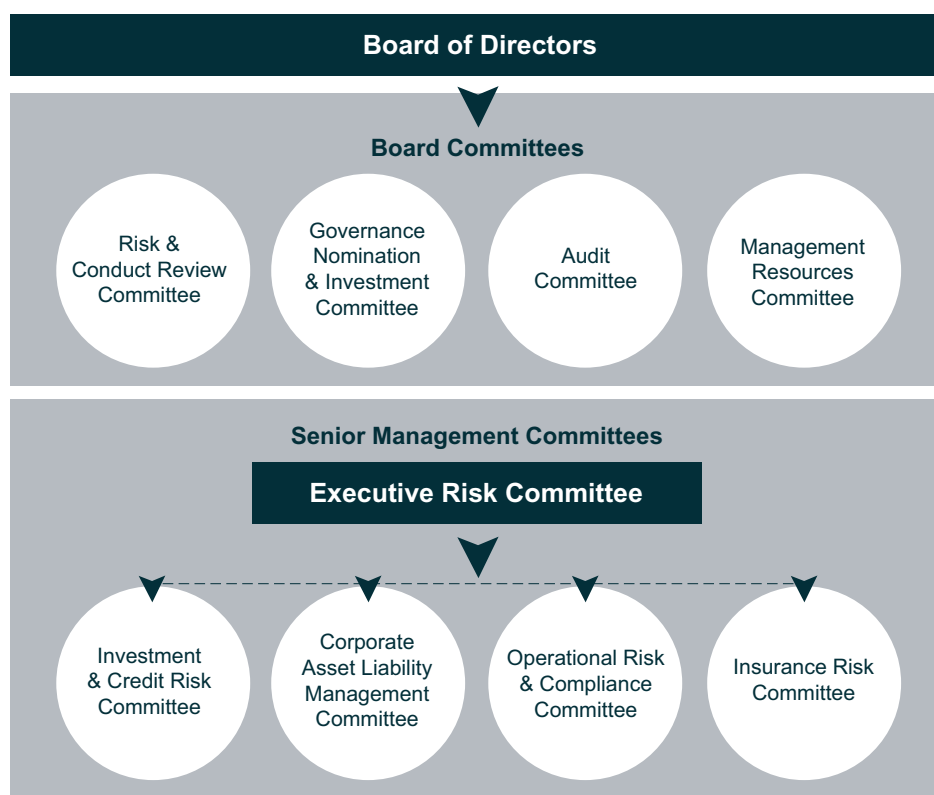 Board of Directors
Board Committees
Risk &
Conduct Review
Committee
Governance
Nomination
& Investment
Committee
Audit
Committee
Management
Resources
Committee
Senior Management Committees
Executive Risk Committee
Investment
& Credit Risk
Committee
Corporate
Asset Liability
Management
Committee
Operational Risk
& Compliance
Committee
Insurance Risk
Committee